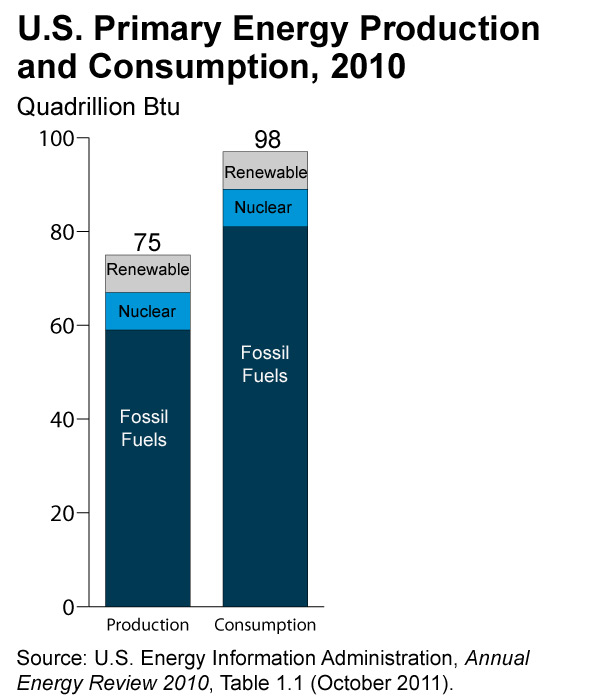 U.S. Primary Energy Production
and Consumption, 2010
Quadrillion Btu
100
98
Renewable
Nuclear
80
75
Renewable
Nuclear
60
Fossil
Fuels
40
Fossil
Fuels
20
0
Production Consumption
Source: U.S. Energy Information Administration, Annual
Energy Review 2010, Table 1.1 (October 2011).